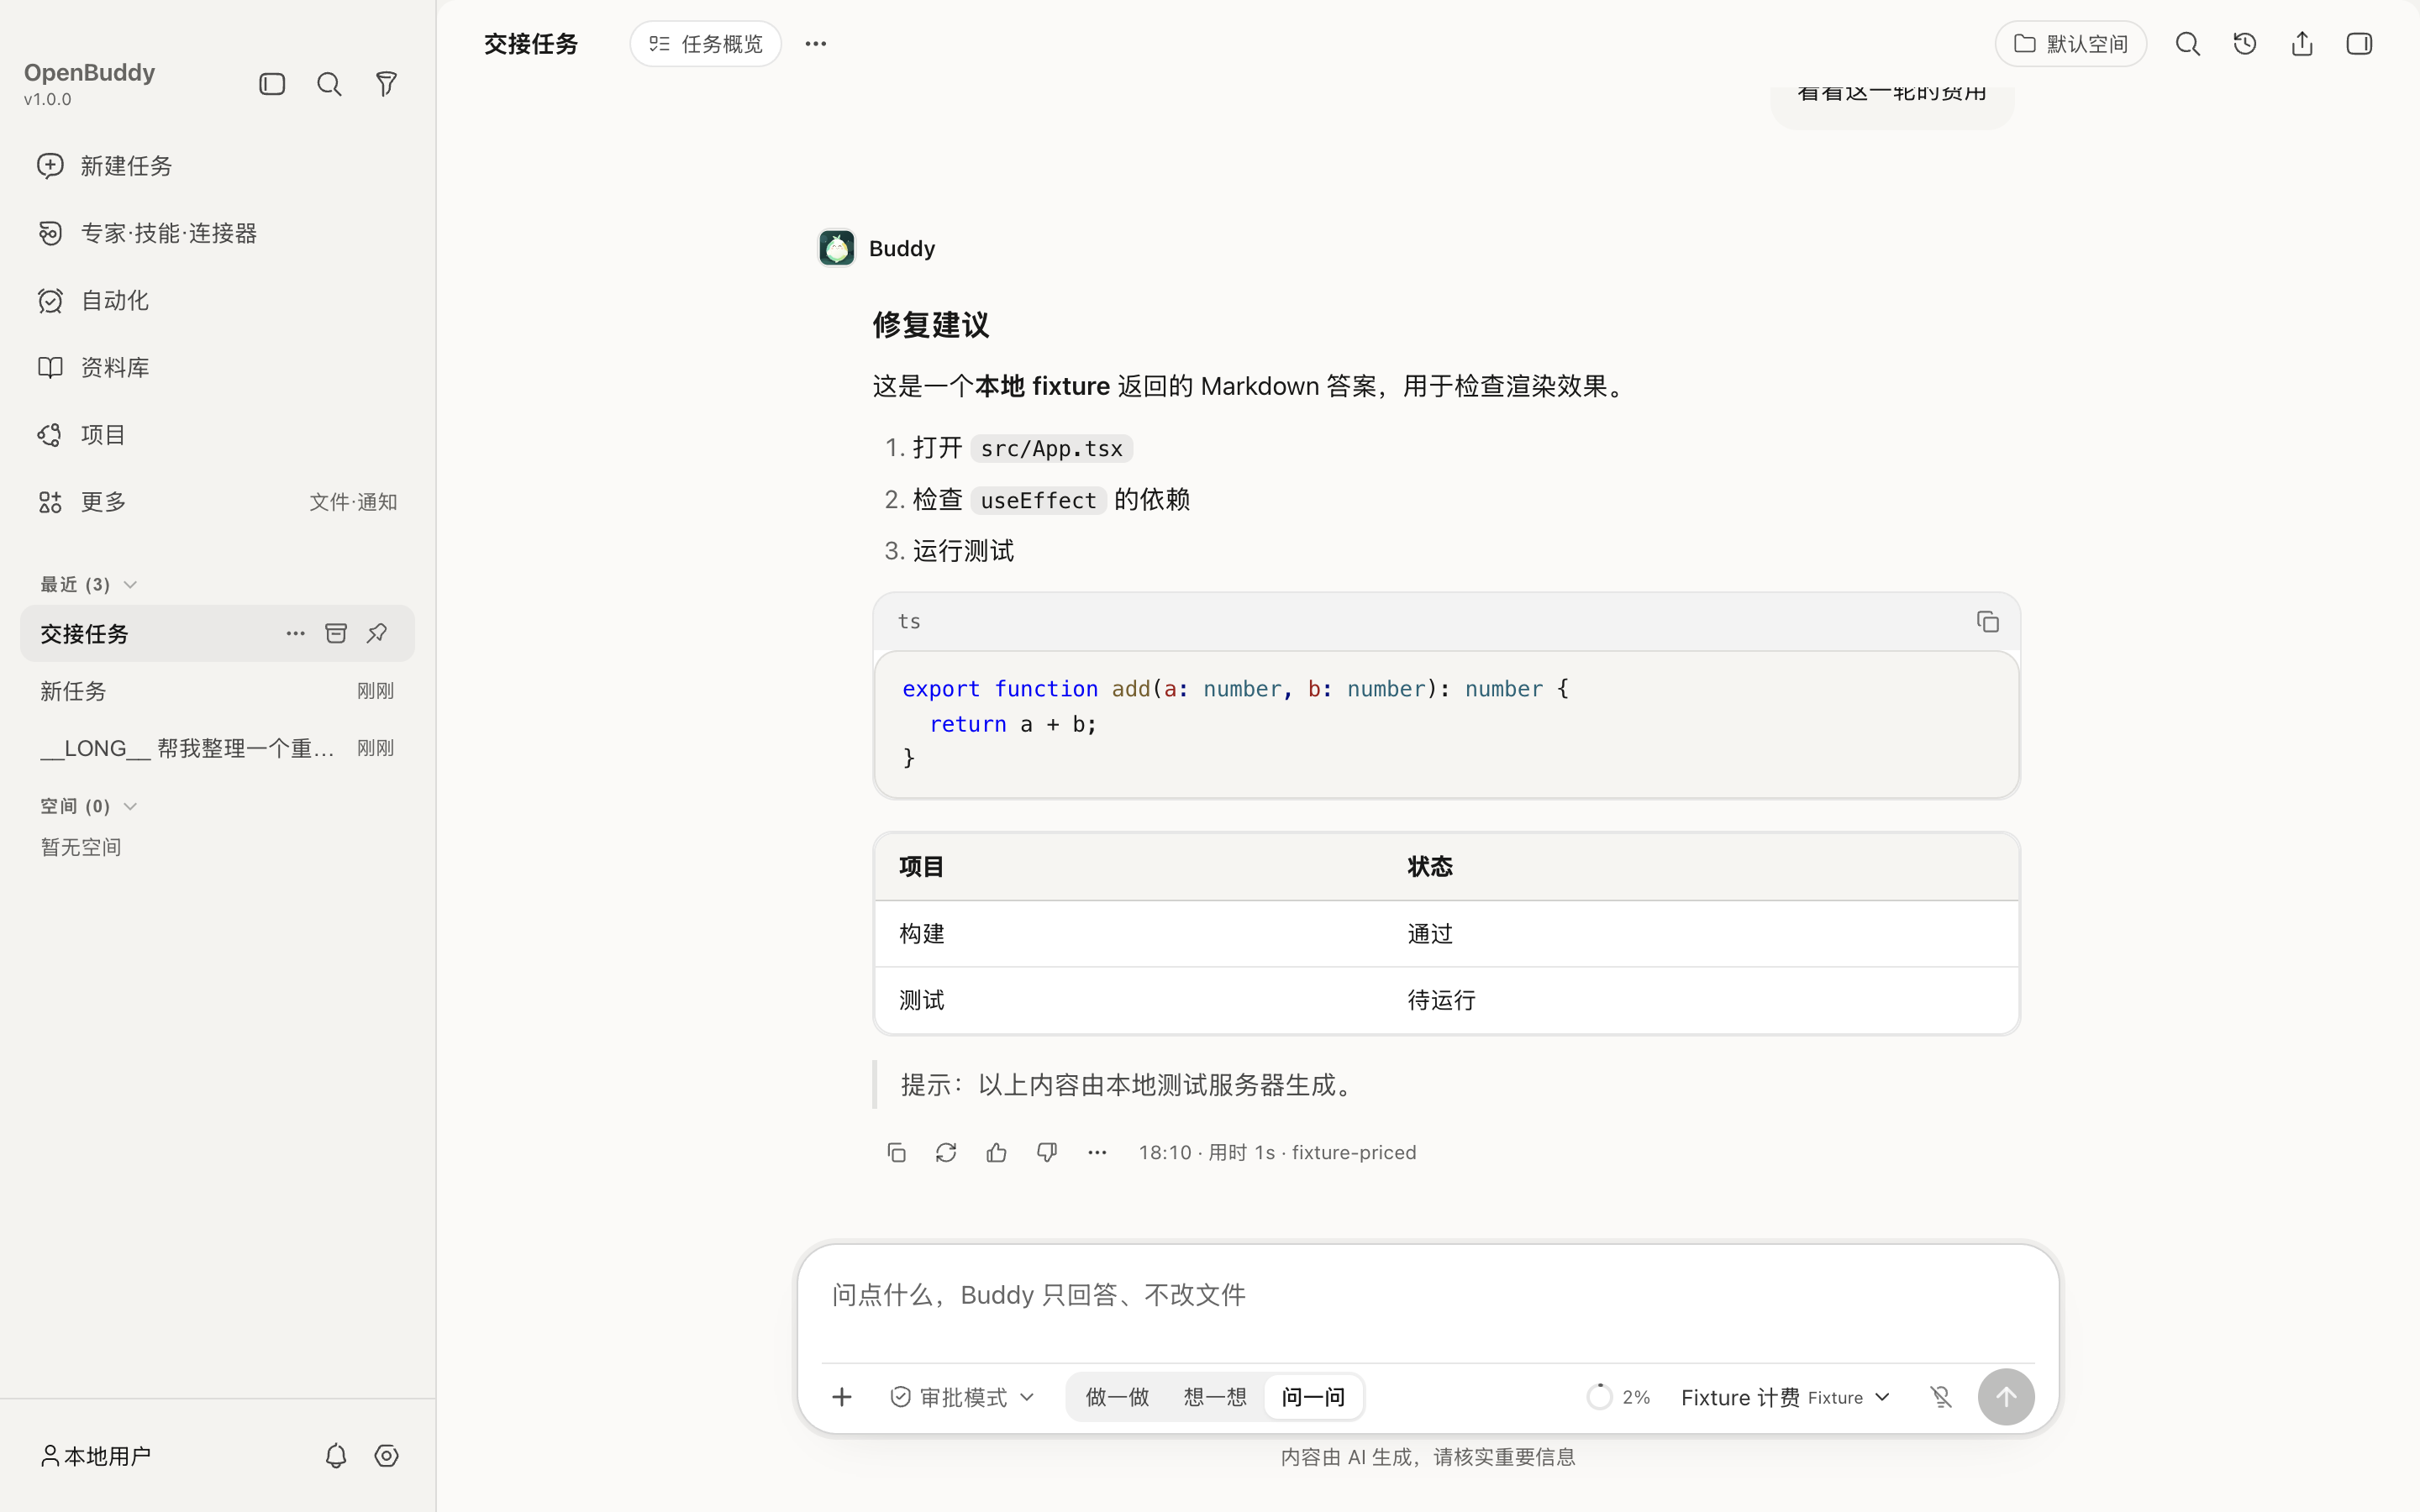 OpenBuddy
v1.0.0
新建任务
专家·技能·连接器
自动化
资料库
项目
更多 文件·通知
最近 (3)
交接任务
新任务 刚刚
__LONG__ 帮我整理一个重… 刚刚
空间 (0)
暂无空间
本地用户
交接任务 任务概览 默认空间
看看这一轮的费用
Buddy
修复建议
这是一个本地 fixture 返回的 Markdown 答案，用于检查渲染效果。
1. 打开 src/App.tsx
2. 检查 useEffect 的依赖
3. 运行测试
ts
export function add(a: number, b: number): number {
  return a + b;
}
项目 状态
构建 通过
测试 待运行
提示：以上内容由本地测试服务器生成。
18:10 · 用时 1s · fixture-priced
问点什么，Buddy 只回答、不改文件
审批模式 做一做 想一想 问一问 2% Fixture 计费 Fixture
内容由 AI 生成，请核实重要信息